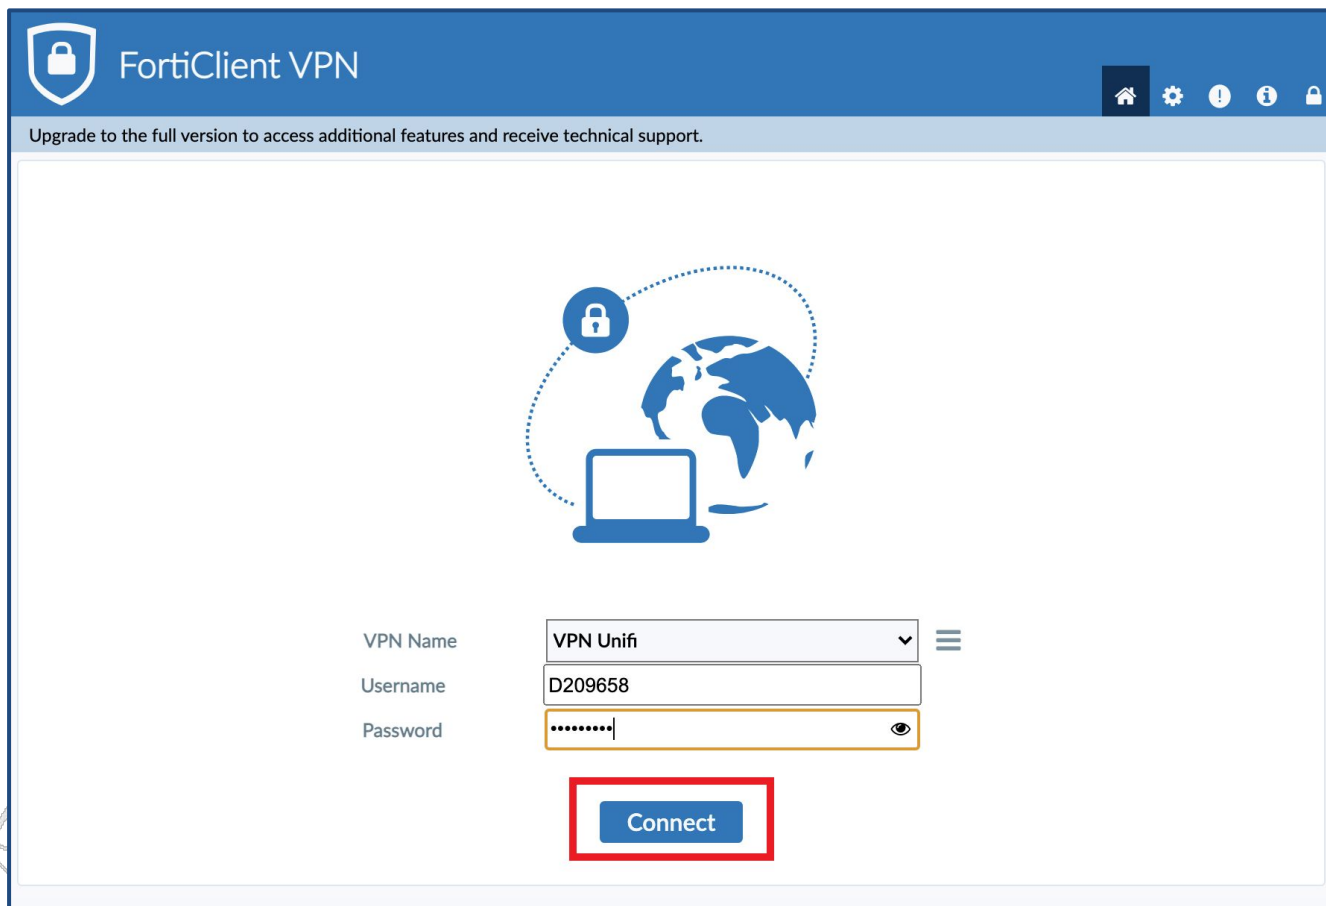 FortiClient VPN
Upgrade to the full version to access additional features and receive technical support.
VPN Name
VPN Unifi
Username
D209658
Password
•••••••••
Connect